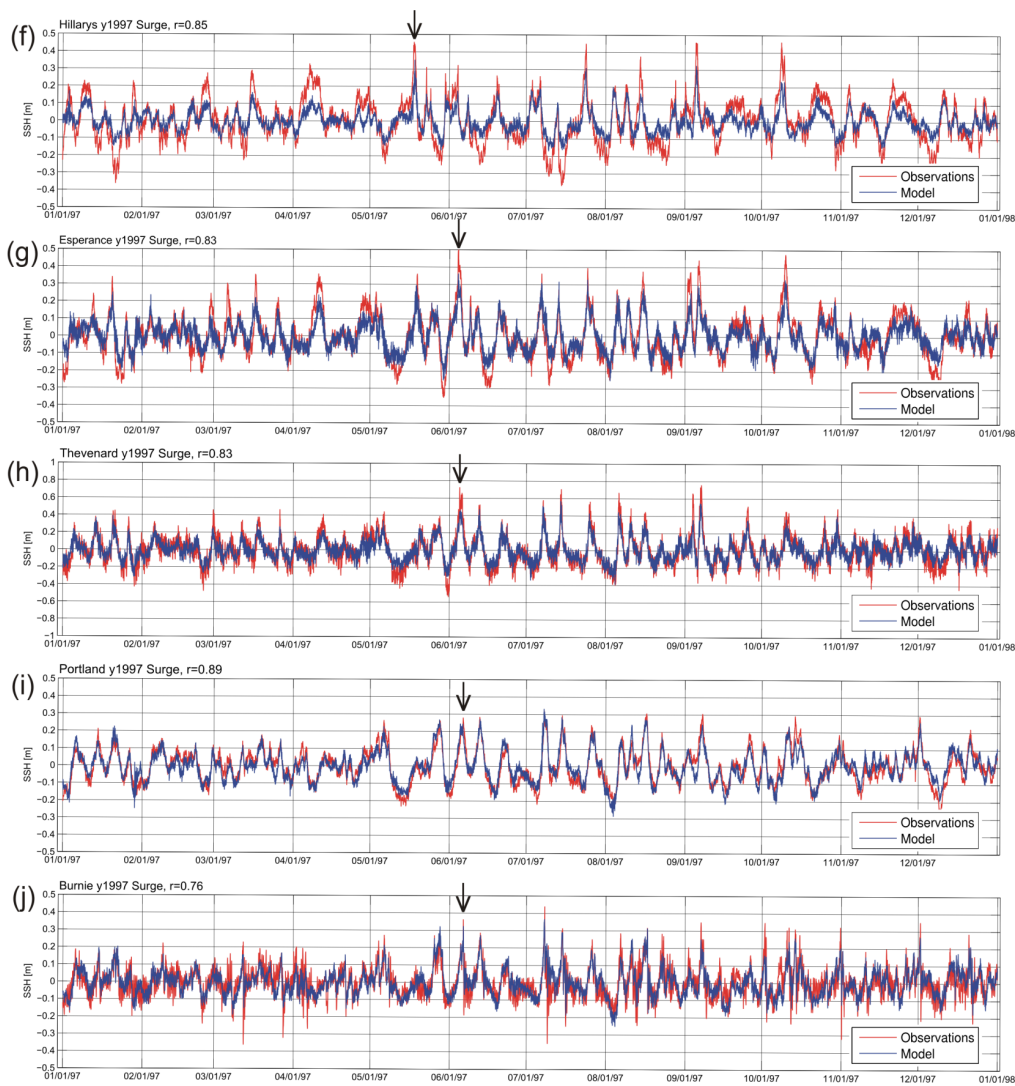 (f)
Hillarys y1997 Surge, r=0.85
0.5
0.4
0.3
0.2
0.1
0
−0.1
−0.2
−0.3
−0.4
−0.5
SSH [m]
Observations
Model
01/01/97 02/01/97 03/01/97 04/01/97 05/01/97 06/01/97 07/01/97 08/01/97 09/01/97 10/01/97 11/01/97 12/01/97 01/01/98
(g)
Esperance y1997 Surge, r=0.83
0.5
0.4
0.3
0.2
0.1
0
−0.1
−0.2
−0.3
−0.4
−0.5
SSH [m]
Observations
Model
01/01/97 02/01/97 03/01/97 04/01/97 05/01/97 06/01/97 07/01/97 08/01/97 09/01/97 10/01/97 11/01/97 12/01/97 01/01/98
(h)
Thevenard y1997 Surge, r=0.83
1
0.8
0.6
0.4
0.2
0
−0.2
−0.4
−0.6
−0.8
−1
SSH [m]
Observations
Model
01/01/97 02/01/97 03/01/97 04/01/97 05/01/97 06/01/97 07/01/97 08/01/97 09/01/97 10/01/97 11/01/97 12/01/97 01/01/98
(i)
Portland y1997 Surge, r=0.89
0.5
0.4
0.3
0.2
0.1
0
−0.1
−0.2
−0.3
−0.4
−0.5
SSH [m]
Observations
Model
01/01/97 02/01/97 03/01/97 04/01/97 05/01/97 06/01/97 07/01/97 08/01/97 09/01/97 10/01/97 11/01/97 12/01/97
(j)
Burnie y1997 Surge, r=0.76
0.5
0.4
0.3
0.2
0.1
0
−0.1
−0.2
−0.3
−0.4
−0.5
SSH [m]
Observations
Model
01/01/97 02/01/97 03/01/97 04/01/97 05/01/97 06/01/97 07/01/97 08/01/97 09/01/97 10/01/97 11/01/97 12/01/97 01/01/98